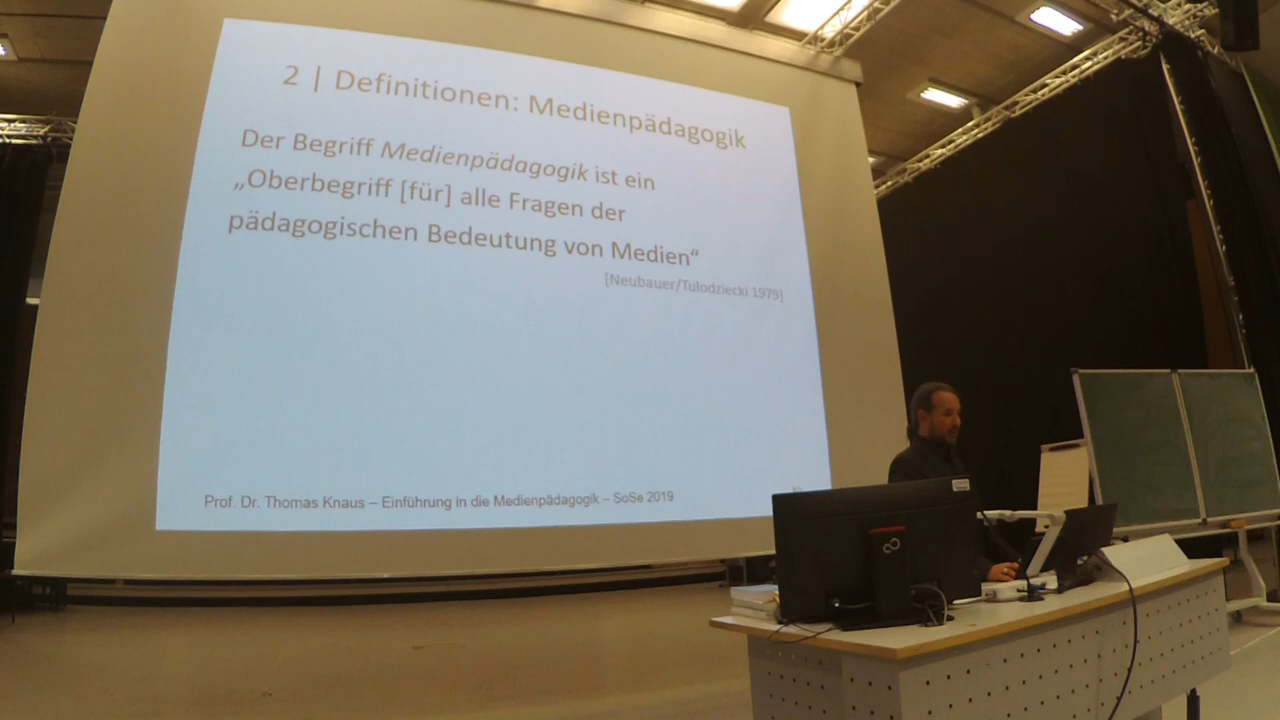 2 | Definitionen: Medienpädagogik
Der Begriff Medienpädagogik ist ein
„Oberbegriff [für] alle Fragen der
pädagogischen Bedeutung von Medien“
[Neubauer/Tulodziecki 1979]
Prof. Dr. Thomas Knaus – Einführung in die Medienpädagogik – SoSe 2019